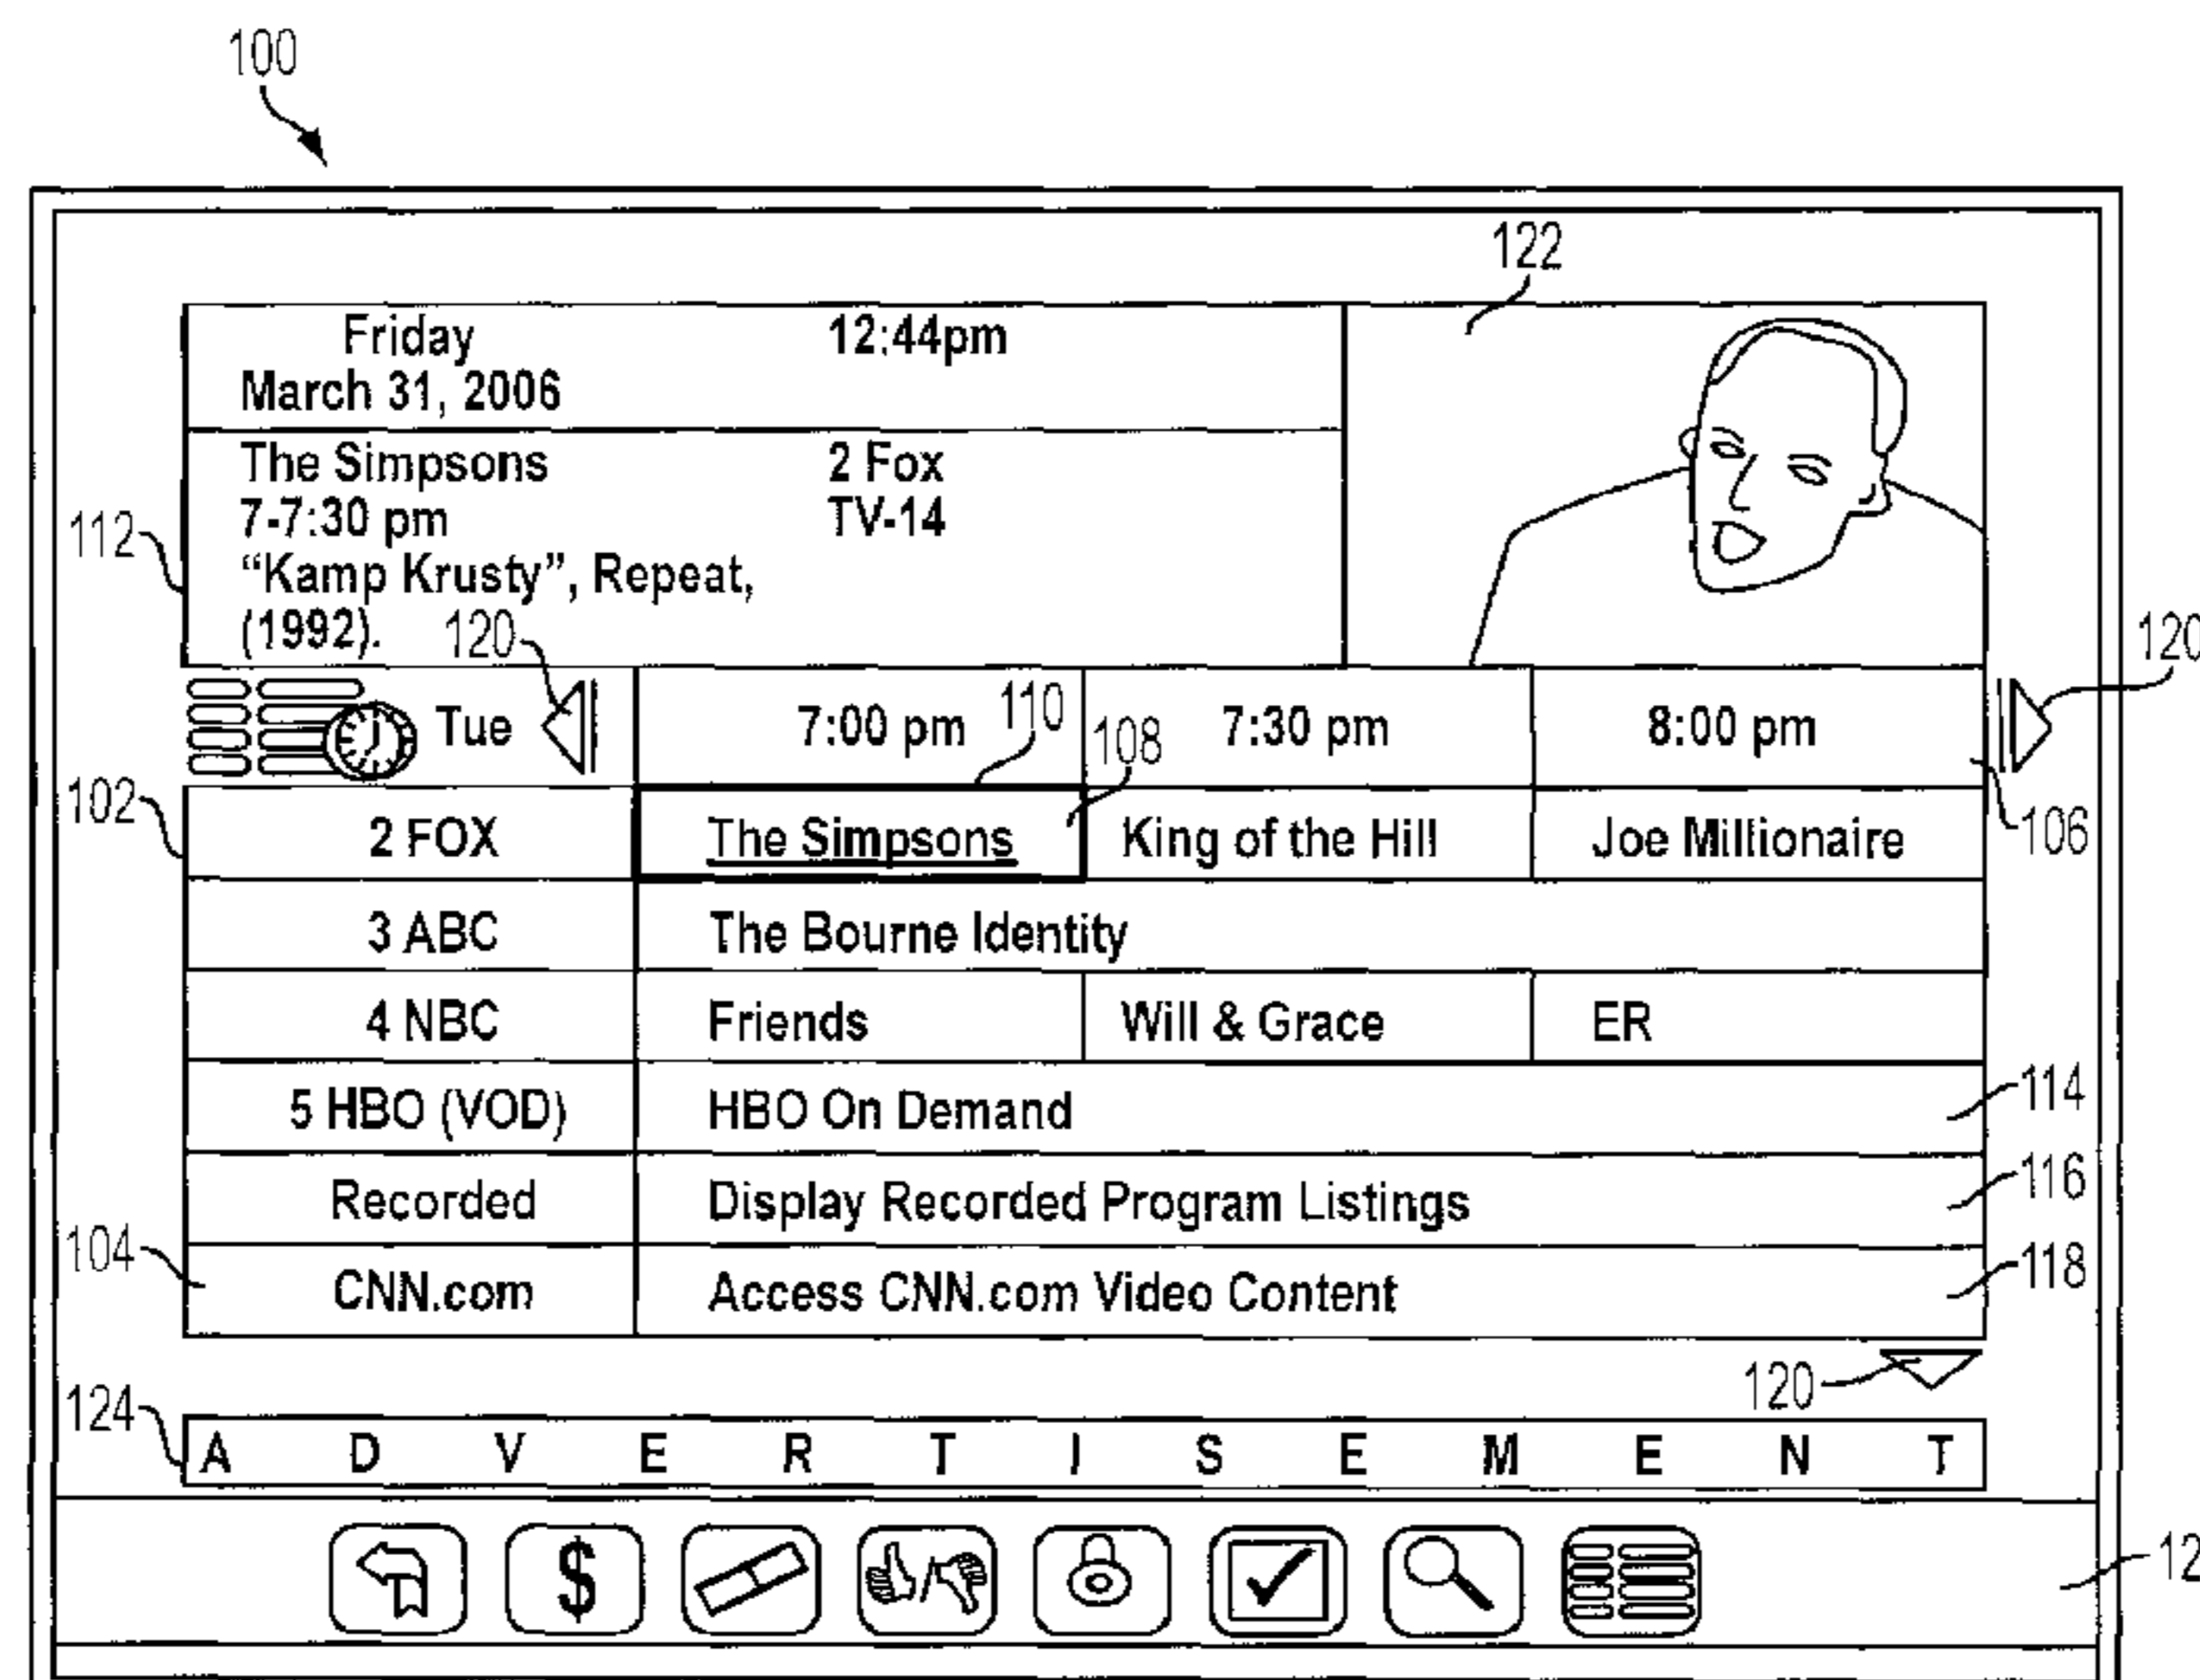 100
122
Friday 12:44pm
March 31, 2006
The Simpsons 2 Fox
7-7:30 pm TV-14
112
“Kamp Krusty”, Repeat,
(1992). 120 120
Tue 7:00 pm 110 108 7:30 pm 8:00 pm
102 106
2 FOX The Simpsons King of the Hill Joe Millionaire
3 ABC The Bourne Identity
4 NBC Friends Will & Grace ER
5 HBO (VOD) HBO On Demand 114
Recorded Display Recorded Program Listings 116
104 CNN.com Access CNN.com Video Content 118
120
124
A D V E R T I S E M E N T
$